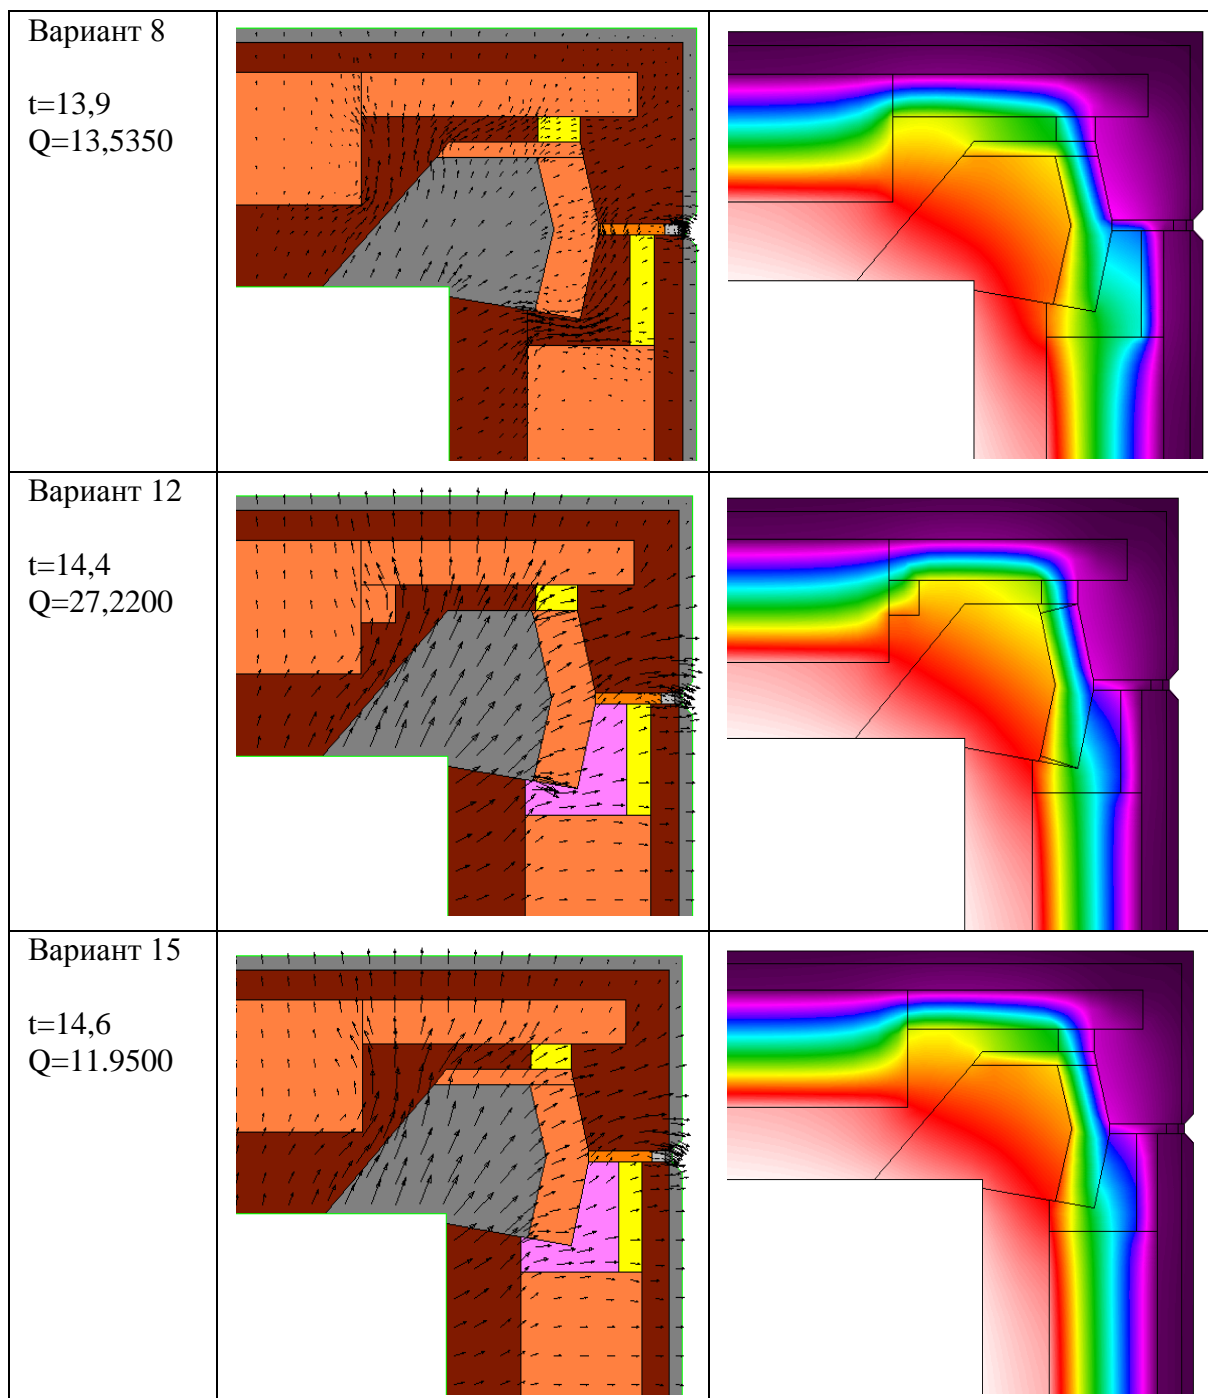 Вариант 8
t=13,9
Q=13,5350
Вариант 12
t=14,4
Q=27,2200
Вариант 15
t=14,6
Q=11.9500